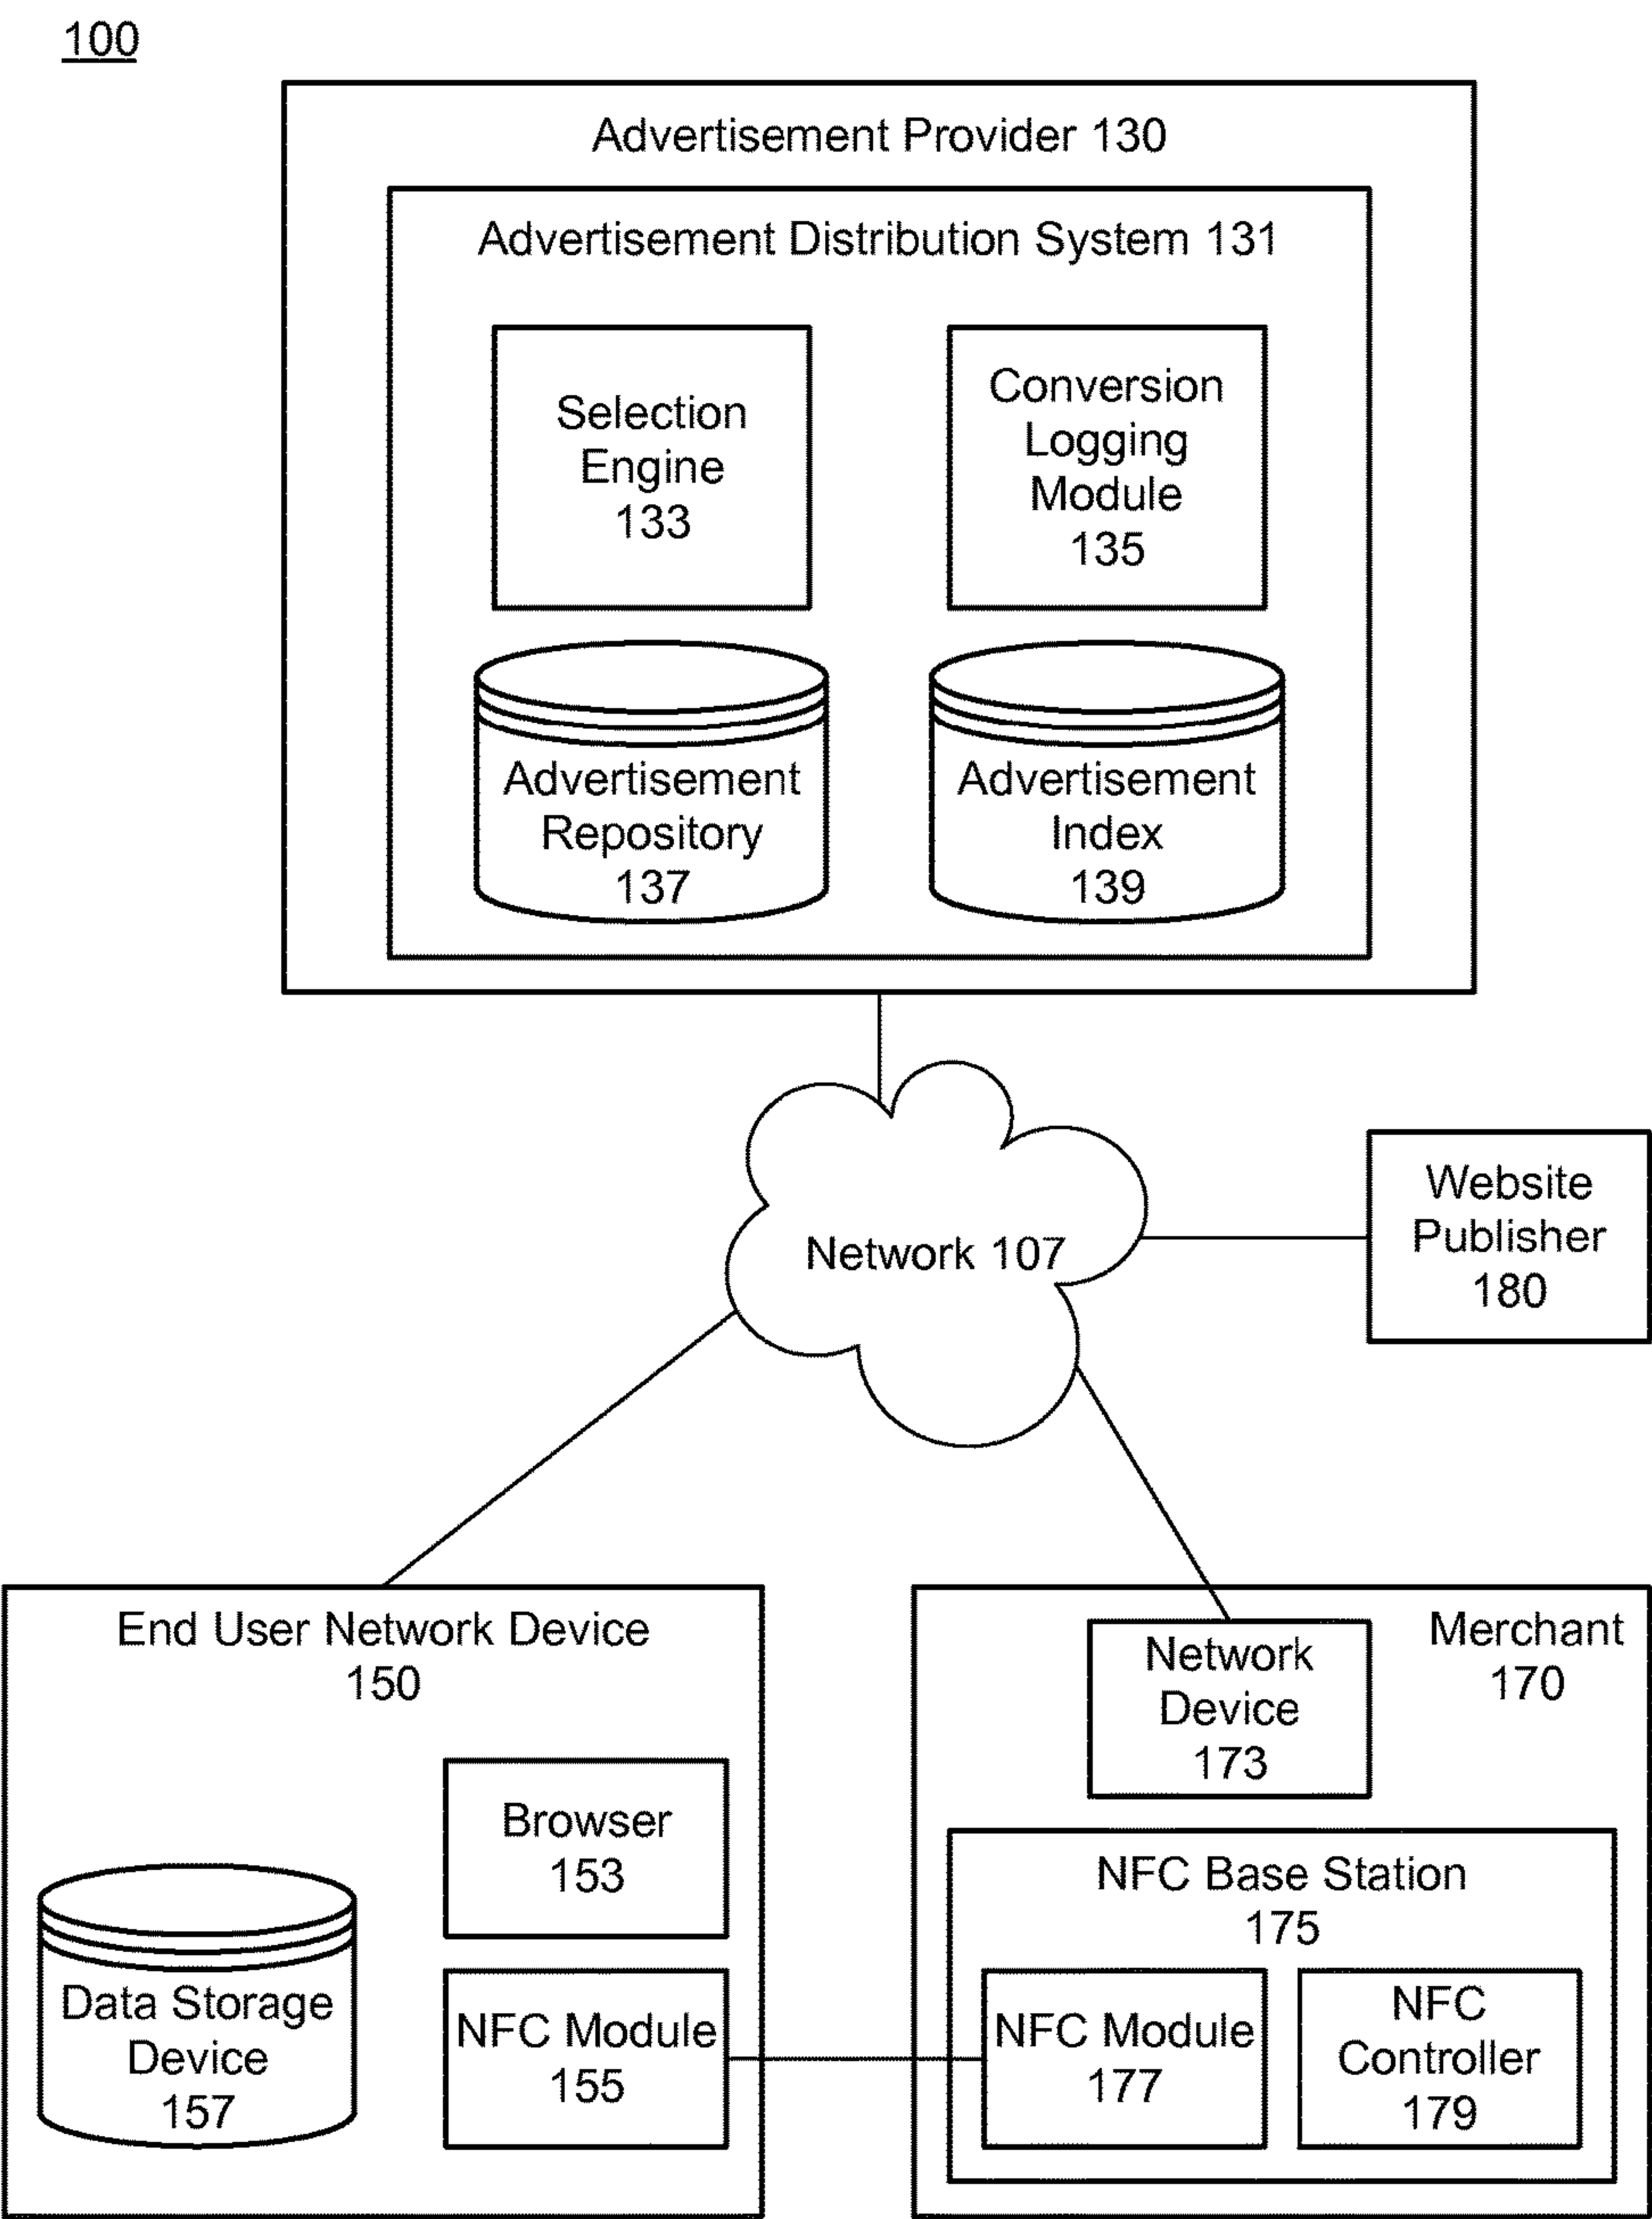 100
Advertisement Provider 130
Advertisement Distribution System 131
Selection
Engine
133
Conversion
Logging
Module
135
Advertisement
Repository
137
Advertisement
Index
139
Network 107
Website
Publisher
180
End User Network Device
150
Browser
153
Data Storage
Device
157
NFC Module
155
Merchant
170
Network
Device
173
NFC Base Station
175
NFC Module
177
NFC
Controller
179